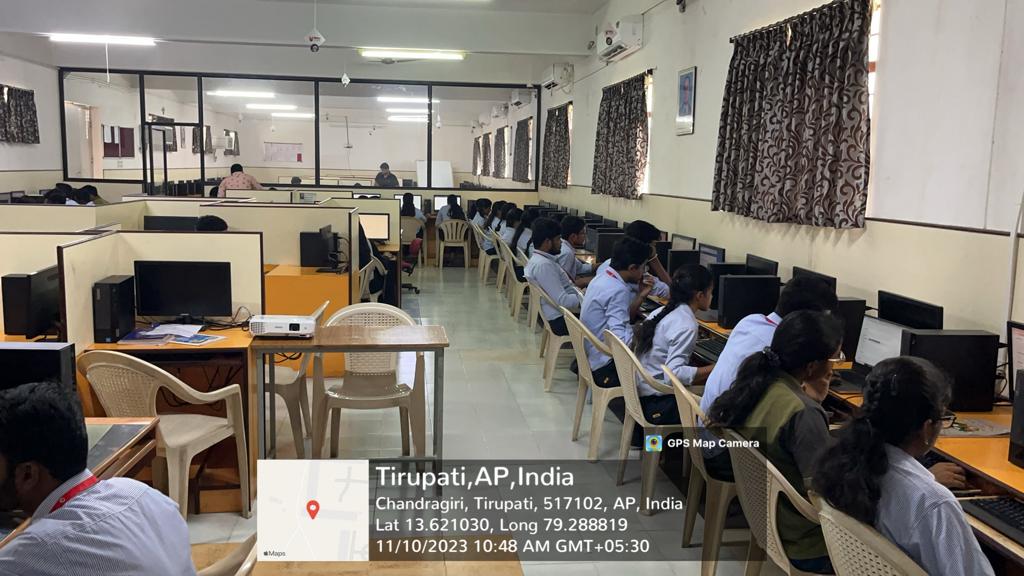 GPS Map Camera
Tirupati,AP,India
Chandragiri, Tirupati, 517102, AP, India
Lat 13.621030, Long 79.288819
11/10/2023 10:48 AM GMT+05:30
Maps